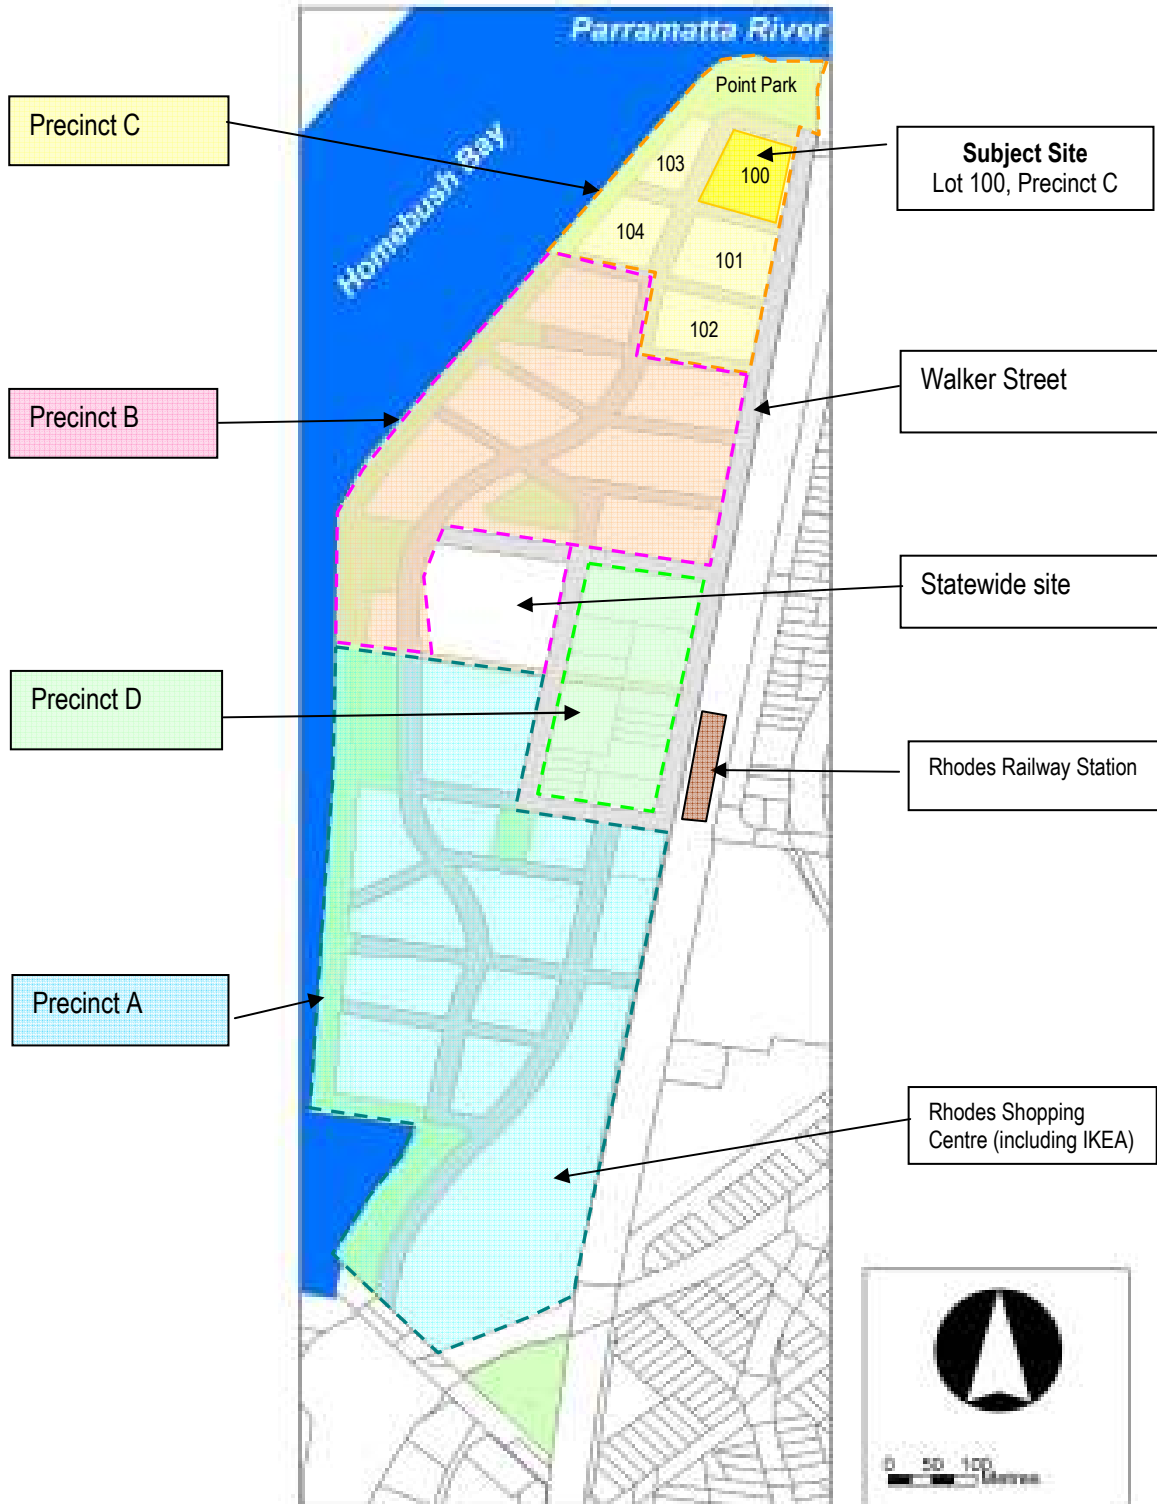 Parramatta River
Point Park
Precinct C
Homebush Bay
103
100
Subject Site
Lot 100, Precinct C
104
101
102
Walker Street
Precinct B
Statewide site
Precinct D
Rhodes Railway Station
Precinct A
Rhodes Shopping
Centre (including IKEA)
0 50 100
Metres